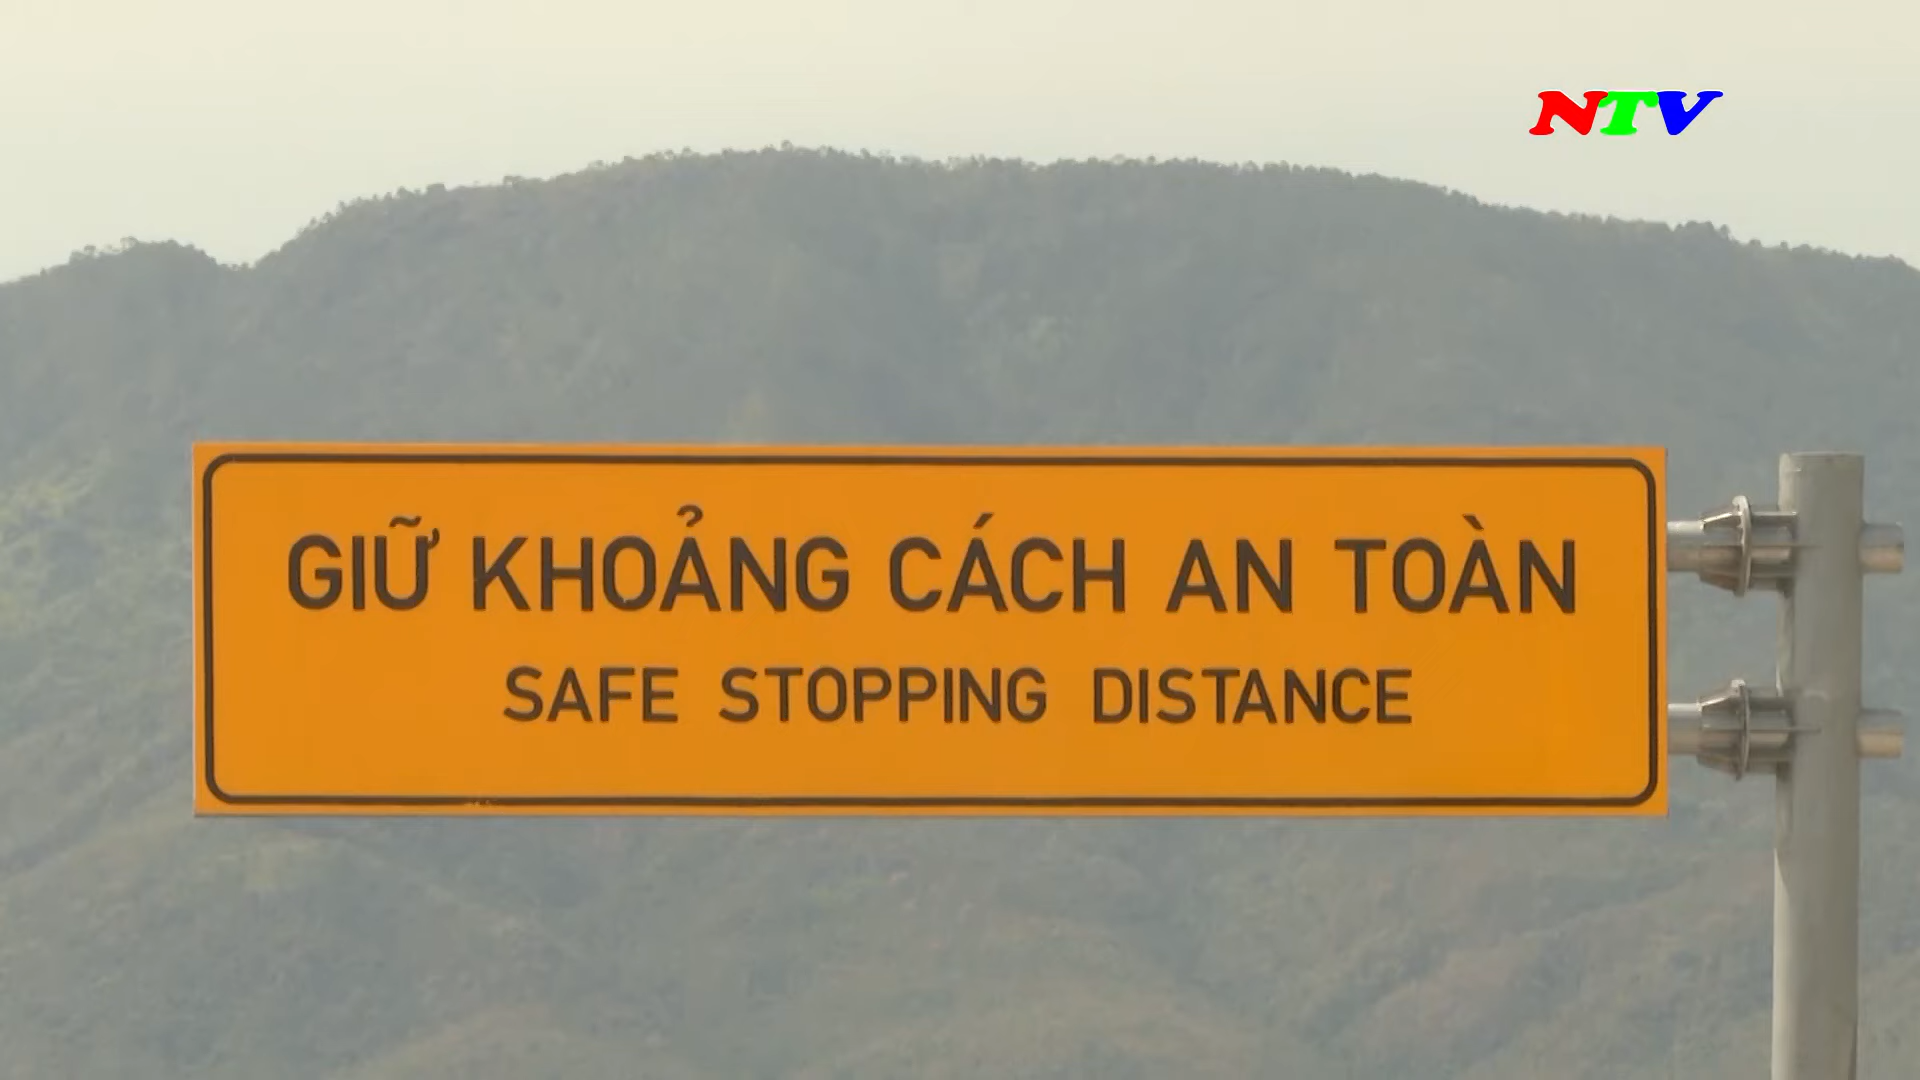 NTV
GIỮ KHOẢNG CÁCH AN TOÀN
SAFE STOPPING DISTANCE